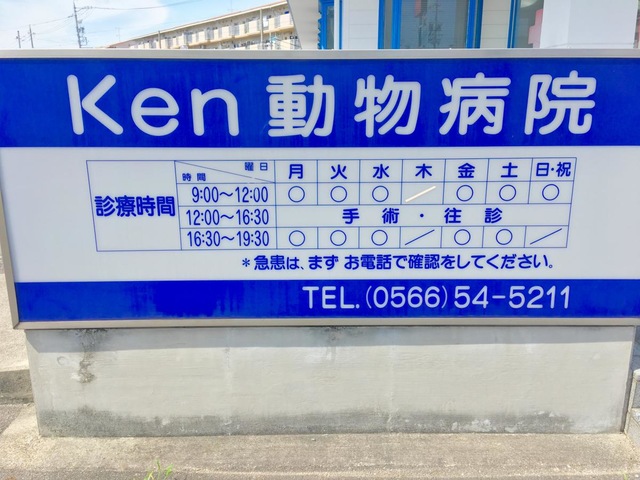 Ken動物病院
曜日
時間
月 火 水 木 金 土 日・祝
診療時間
9:00〜12:00 ○ ○ ○ ／ ○ ○ ○
12:00〜16:30 手術・往診
16:30〜19:30 ○ ○ ○ ／ ○ ○ ／
＊急患は、まず お電話で確認をしてください。
TEL.(0566)54-5211